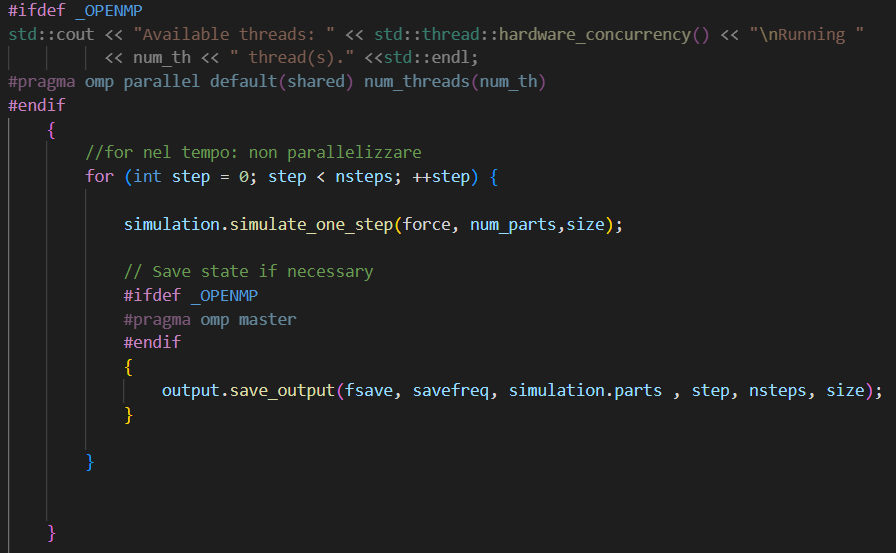 #ifdef _OPENMP
std::cout << "Available threads: " << std::thread::hardware_concurrency() << "\nRunning "
<< num_th << " thread(s)." <<std::endl;
#pragma omp parallel default(shared) num_threads(num_th)
#endif
{
//for nel tempo: non parallelizzare
for (int step = 0; step < nsteps; ++step) {
simulation.simulate_one_step(force, num_parts,size);
// Save state if necessary
#ifdef _OPENMP
#pragma omp master
#endif
{
output.save_output(fsave, savefreq, simulation.parts , step, nsteps, size);
}
}
}